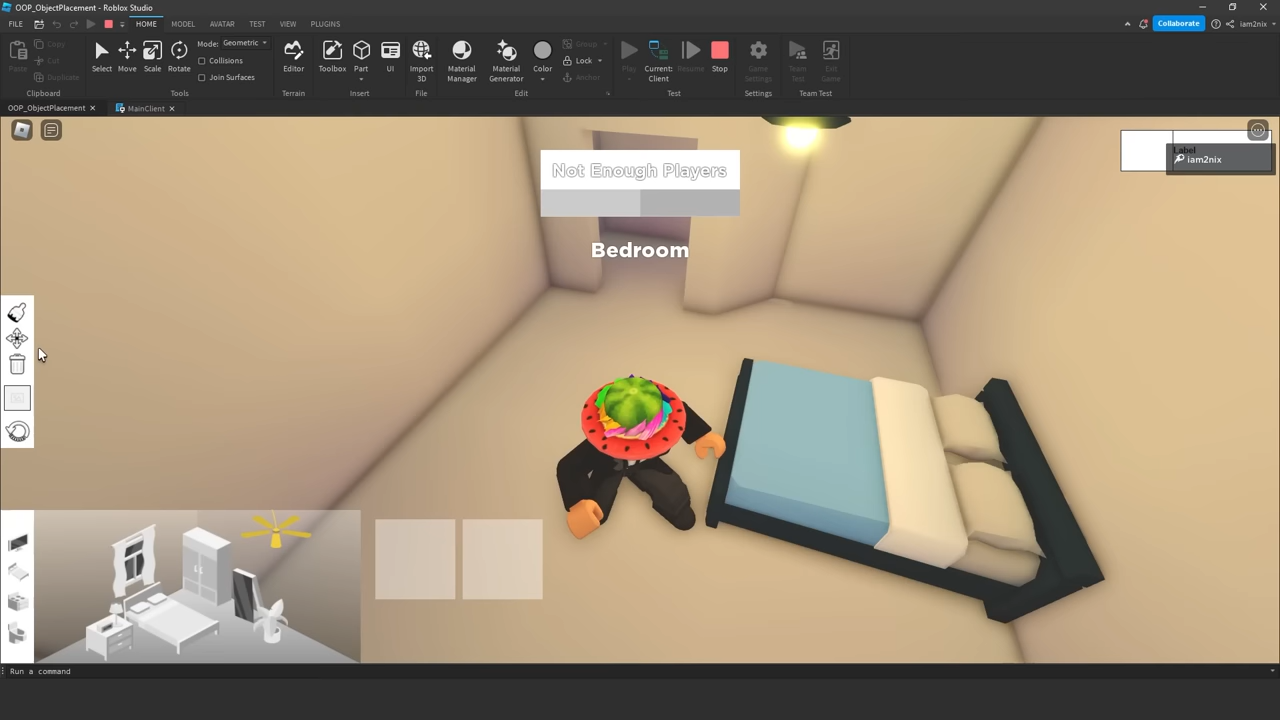 OOP_ObjectPlacement - Roblox Studio
FILE HOME MODEL AVATAR TEST VIEW PLUGINS
Collaborate iam2nix
Paste
Copy
Cut
Duplicate
Clipboard
Select Move Scale Rotate
Mode: Geometric
Collisions
Join Surfaces
Tools
Editor
Terrain
Toolbox Part UI
Insert
Import
3D
File
Material
Manager
Material
Generator
Color
Group
Lock
Anchor
Edit
Play
Current:
Client
Resume Stop
Test
Game
Settings
Settings
Team
Test
Exit
Game
Team Test
OOP_ObjectPlacement MainClient
Not Enough Players
Label
iam2nix
Bedroom
Run a command